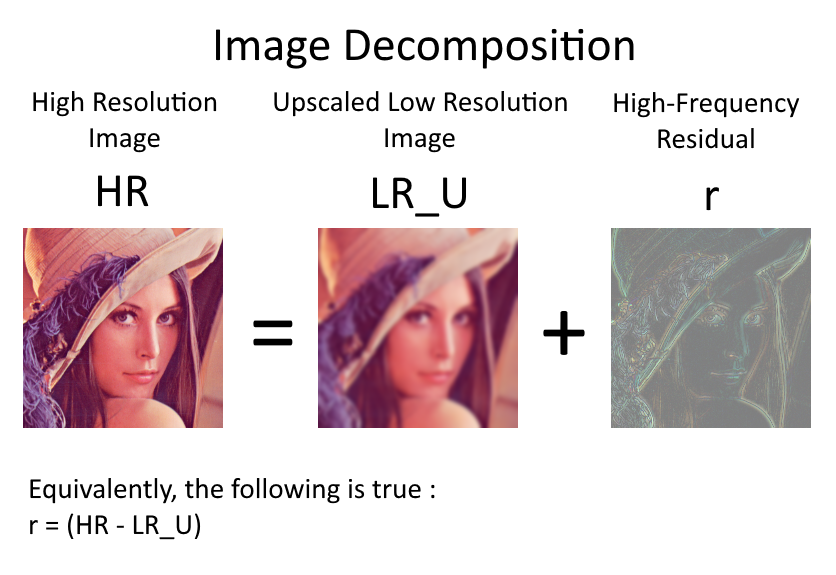 Image Decomposition
High Resolution
Image
Upscaled Low Resolution
Image
High-Frequency
Residual
HR
LR_U
r
=
+
Equivalently, the following is true :
r = (HR - LR_U)